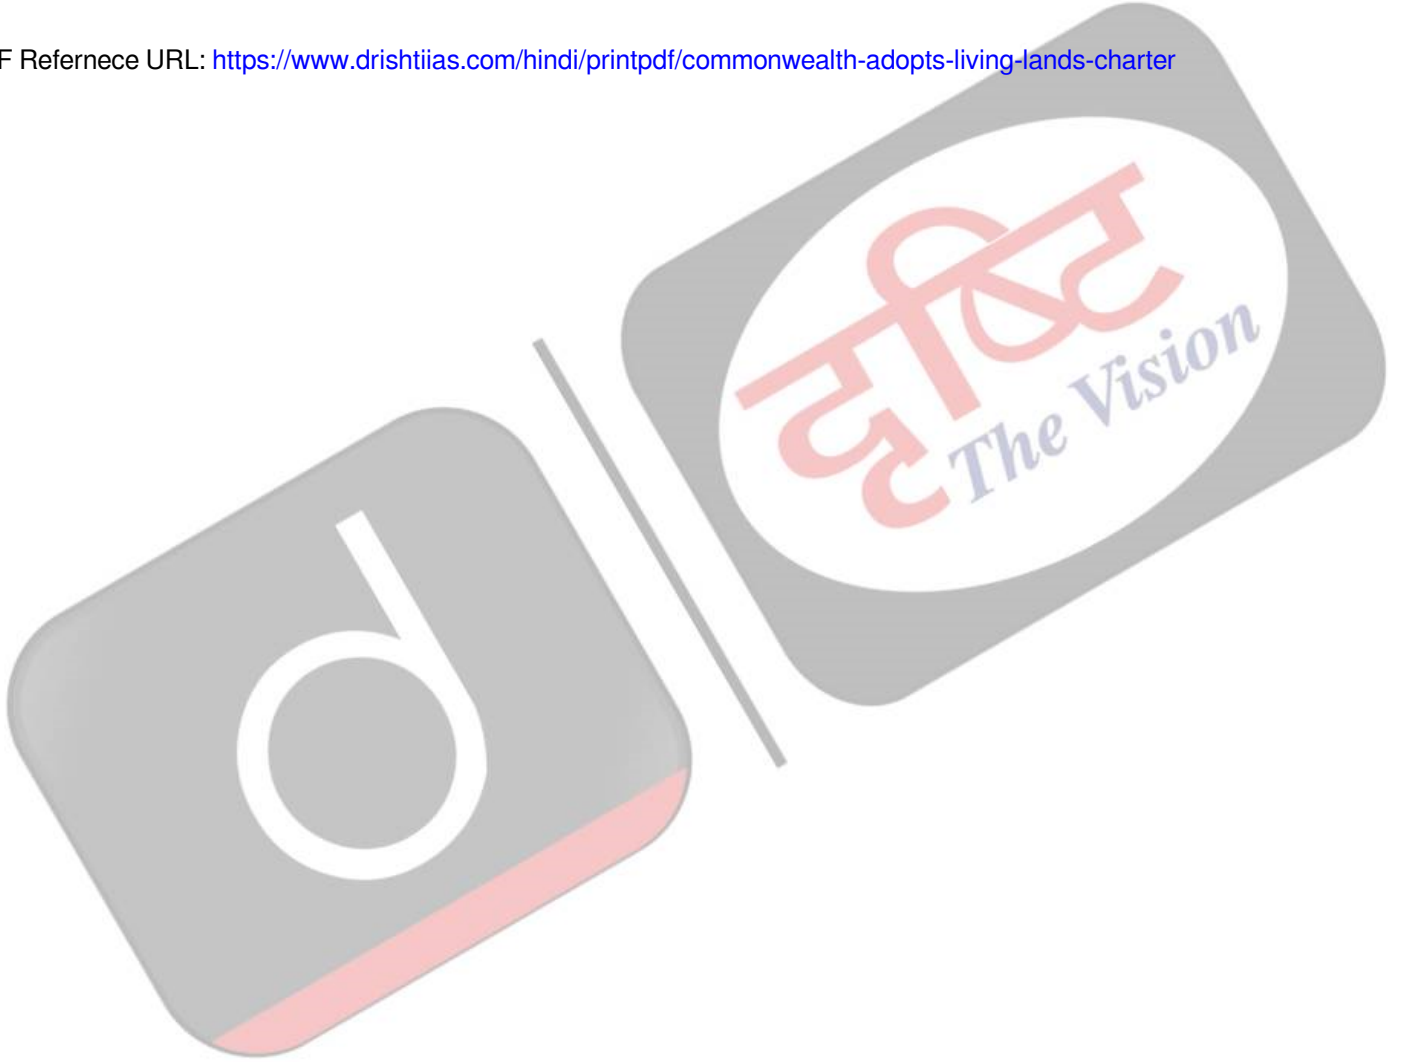 F Refernece URL: https://www.drishtiias.com/hindi/printpdf/commonwealth-adopts-living-lands-charter
दृष्टि
The Vision
d